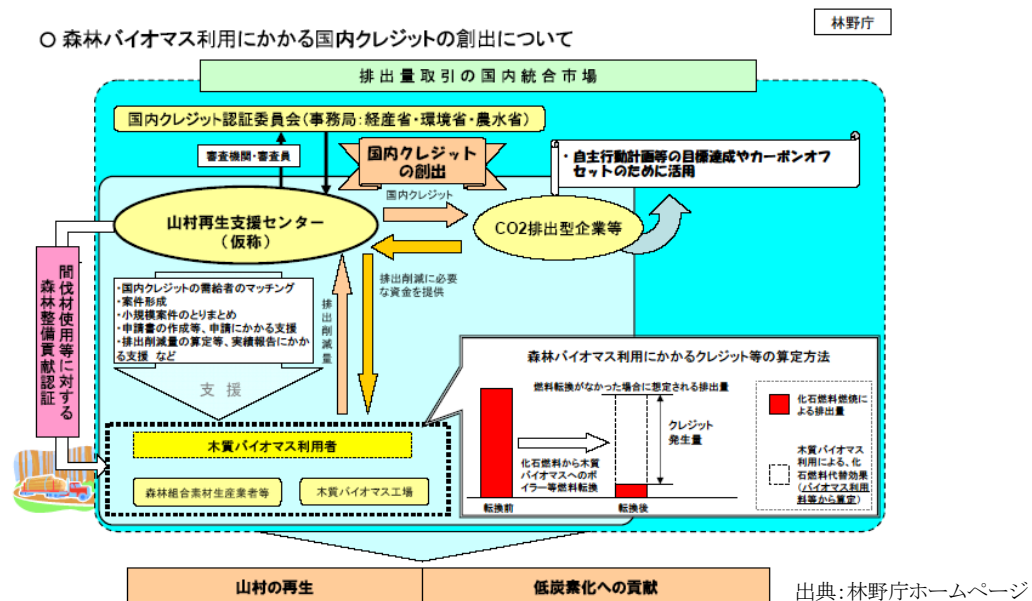 林野庁
○ 森林バイオマス利用にかかる国内クレジットの創出について
排出量取引の国内統合市場
国内クレジット認証委員会(事務局:経産省・環境省・農水省)
審査機関・審査員
国内クレジット
の創出
・自主行動計画等の目標達成やカーボンオフ
セットのために活用
国内クレジット
山村再生支援センター
(仮称)
CO2排出型企業等
排出削減に必要
な資金を提供
間伐材使用等に対する
森林整備貢献認証
・国内クレジットの需給者のマッチング
・案件形成
・小規模案件のとりまとめ
・申請書の作成等、申請にかかる支援
・排出削減量の算定等、実績報告にかか
る支援 など
排出削減量
支 援
木質バイオマス利用者
森林組合素材生産業者等
木質バイオマス工場
森林バイオマス利用にかかるクレジット等の算定方法
燃料転換がなかった場合に想定される排出量
クレジット
発生量
化石燃料から木質
バイオマスへのボ
イラー等燃料転換
転換前
転換後
化石燃料燃焼に
よる排出量
木質バイオマス
利用による、化
石燃料代替効果
(バイオマス利用
料等から算定)
山村の再生
低炭素化への貢献
出典:林野庁ホームページ